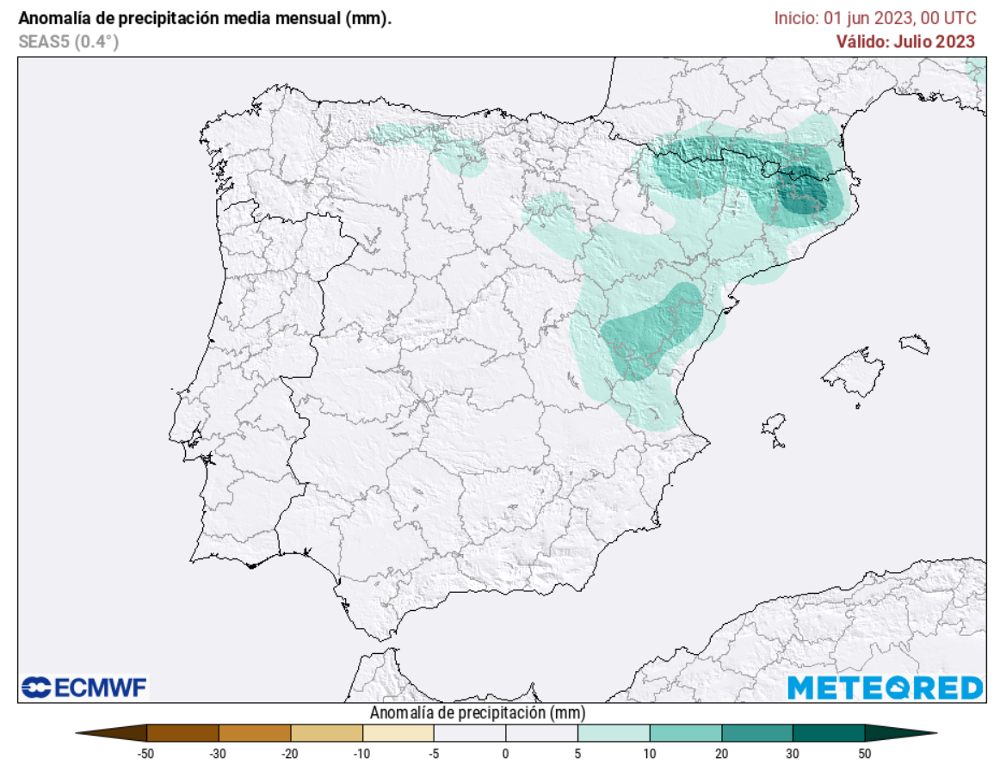 Anomalía de precipitación media mensual (mm).
Inicio: 01 jun 2023, 00 UTC
SEAS5 (0.4°)
Válido: Julio 2023
ECMWF
METEORED
Anomalía de precipitación (mm)
-50 -30 -20 -10 -5 0 5 10 20 30 50